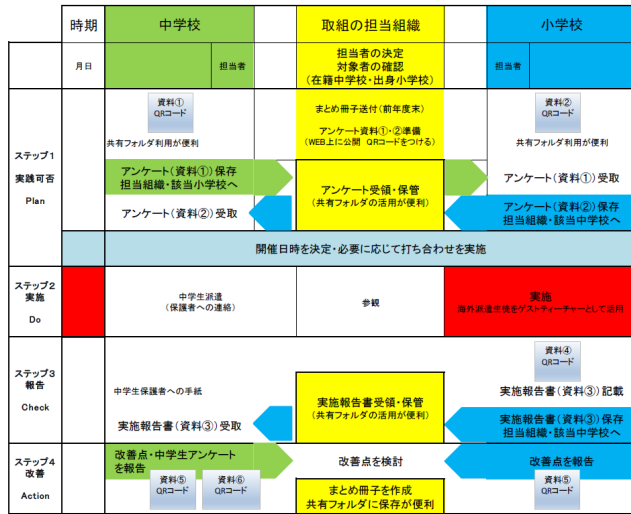 時期
中学校
取組の担当組織
小学校
月日
担当者
担当者の決定
対象者の確認
(在籍中学校・出身小学校)
担当者
ステップ1
実践可否
Plan
資料①
QRコード
共有フォルダ利用が便利
まとめ冊子送付(前年度末)
アンケート資料①・②準備
(WEB上に公開 QRコードをつける)
資料②
QRコード
共有フォルダ利用が便利
アンケート(資料①)保存
担当組織・該当小学校へ
アンケート(資料②)受取
アンケート受領・保管
(共有フォルダの活用が便利)
アンケート(資料①)受取
アンケート(資料②)保存
担当組織・該当中学校へ
開催日時を決定・必要に応じて打ち合わせを実施
ステップ2
実施
Do
中学生派遣
(保護者への連絡)
参観
実施
海外派遣生徒をゲストティーチャーとして活用
ステップ3
報告
Check
中学生保護者への手紙
実施報告書(資料③)受取
実施報告書受領・保管
(共有フォルダの活用が便利)
資料④
QRコード
実施報告書(資料③)記載
実施報告書(資料③)保存
担当組織・該当中学校へ
ステップ4
改善
Action
改善点・中学生アンケート
を報告
資料⑤
QRコード
資料⑥
QRコード
改善点を検討
まとめ冊子を作成
共有フォルダに保存が便利
改善点を報告
資料⑤
QRコード